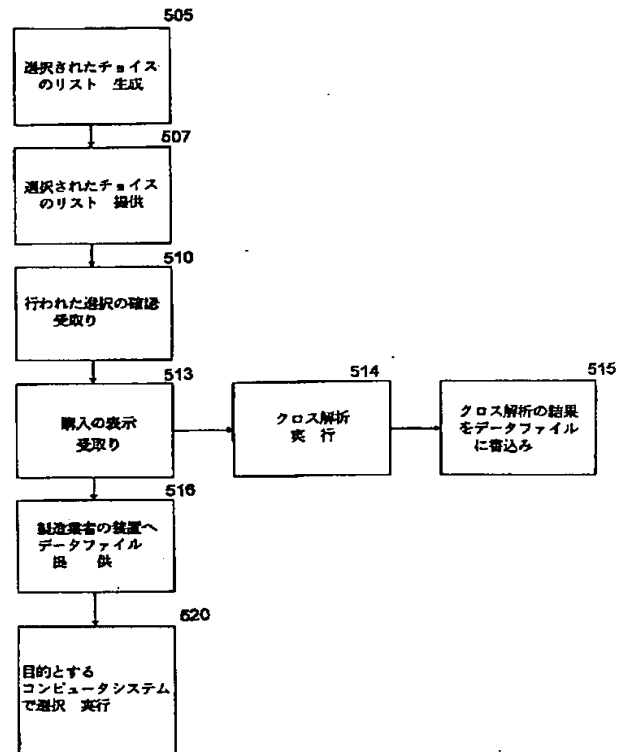 505
選択されたチョイス
のリスト 生成
507
選択されたチョイス
のリスト 提供
510
行われた選択の確認
受取り
513
購入の表示
受取り
514
クロス解析
実 行
515
クロス解析の結果
をデータファイル
に書込み
516
製造業者の装置へ
データファイル
提 供
520
目的とする
コンピュータシステム
で選択 実行